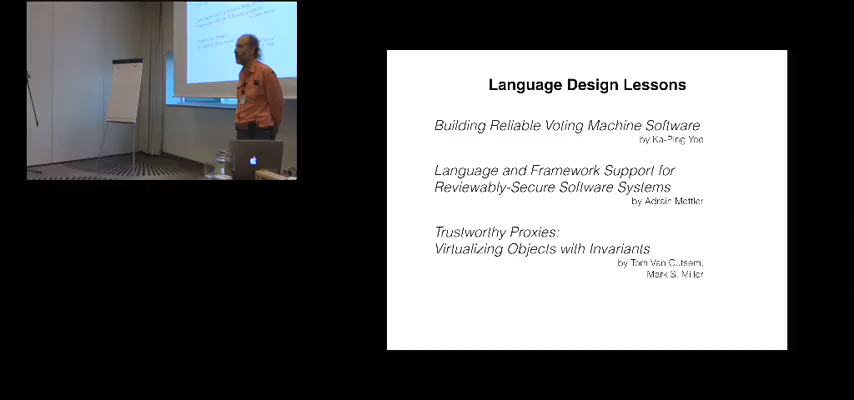 Language Design Lessons
Building Reliable Voting Machine Software
by Ka-Ping Yee
Language and Framework Support for
Reviewably-Secure Software Systems
by Adrain Mettler
Trustworthy Proxies:
Virtualizing Objects with Invariants
by Tom Van Cutsem,
Mark S. Miller